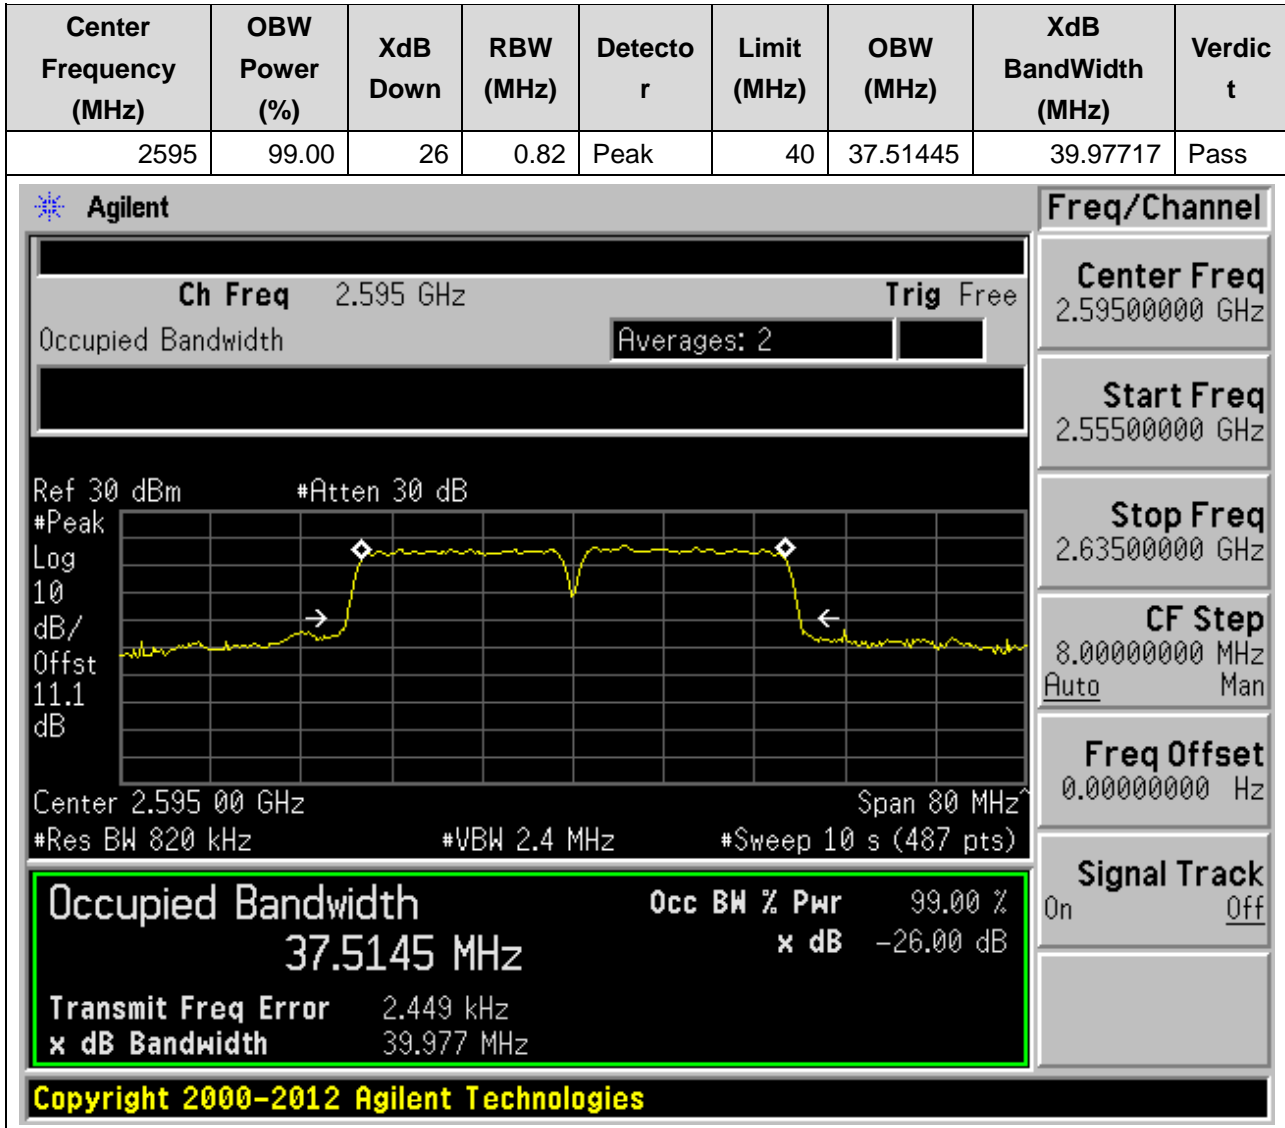 Center Frequency (MHz) OBW Power (%) XdB Down RBW (MHz) Detecto r Limit (MHz) OBW (MHz) XdB BandWidth (MHz) Verdic t
2595 99.00 26 0.82 Peak 40 37.51445 39.97717 Pass
Agilent
Freq/Channel
Ch Freq 2.595 GHz Trig Free
Occupied Bandwidth Averages: 2
Center Freq
2.59500000 GHz
Start Freq
2.55500000 GHz
Stop Freq
2.63500000 GHz
CF Step
8.00000000 MHz
Auto Man
Freq Offset
0.00000000 Hz
Signal Track
On Off
Ref 30 dBm #Atten 30 dB
#Peak
Log
10
dB/
Offst
11.1
dB
Center 2.595 00 GHz Span 80 MHz^
#Res BW 820 kHz #VBW 2.4 MHz #Sweep 10 s (487 pts)
Occupied Bandwidth Occ BW % Pwr 99.00 %
37.5145 MHz x dB -26.00 dB
Transmit Freq Error 2.449 kHz
x dB Bandwidth 39.977 MHz
Copyright 2000-2012 Agilent Technologies